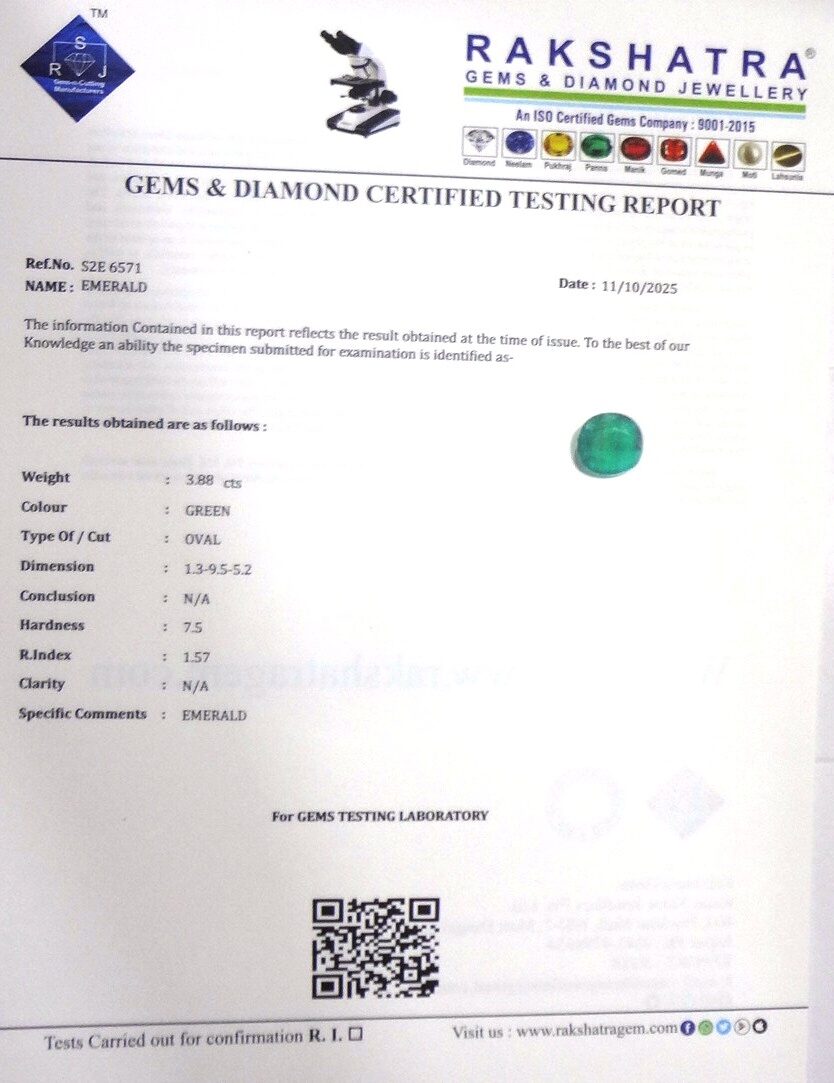 TM
S
R J
Gems-n-Cutting
Manufacturers
RAKSHATRA®
GEMS & DIAMOND JEWELLERY
An ISO Certified Gems Company : 9001-2015
Diamond Neelam Pukhraj Panna Manik Gomed Munga Moti Lahsunia
GEMS & DIAMOND CERTIFIED TESTING REPORT
Ref.No. S2E 6571
NAME : EMERALD
Date : 11/10/2025
The information Contained in this report reflects the result obtained at the time of issue. To the best of our
Knowledge an ability the specimen submitted for examination is identified as-
The results obtained are as follows :
Weight : 3.88 cts
Colour : GREEN
Type Of / Cut : OVAL
Dimension : 1.3-9.5-5.2
Conclusion : N/A
Hardness : 7.5
R.Index : 1.57
Clarity : N/A
Specific Comments : EMERALD
For GEMS TESTING LABORATORY
Tests Carried out for confirmation R. I. ☐
Visit us : www.rakshatragem.com